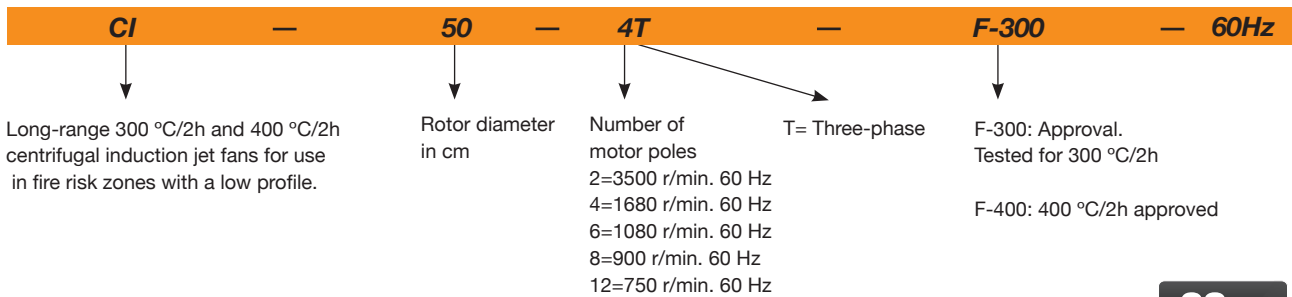 CI — 50 — 4T — F-300 — 60Hz
Long-range 300 ºC/2h and 400 ºC/2h
centrifugal induction jet fans for use
in fire risk zones with a low profile.
Rotor diameter
in cm
Number of
motor poles
2=3500 r/min. 60 Hz
4=1680 r/min. 60 Hz
6=1080 r/min. 60 Hz
8=900 r/min. 60 Hz
12=750 r/min. 60 Hz
T= Three-phase
F-300: Approval.
Tested for 300 ºC/2h
F-400: 400 ºC/2h approved